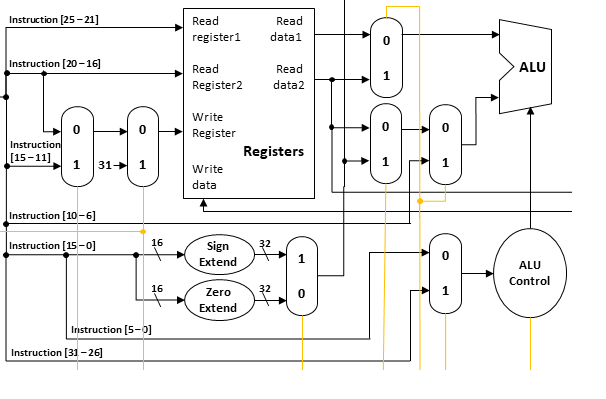 Instruction [25 – 21]
Read register1
Read data1
0
1
Instruction [20 – 16]
Read Register2
Read data2
ALU
0
1
0
1
Write Register
0
1
0
1
Instruction [15 – 11]
31
Registers
Write data
Instruction [10 – 6]
Instruction [15 – 0]
16
Sign Extend
32
1
0
0
1
ALU Control
16
Zero Extend
32
Instruction [5 – 0]
Instruction [31 – 26]